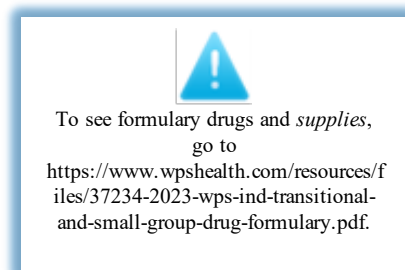 To see formulary drugs and supplies,
go to
https://www.wpshealth.com/resources/f
iles/37234-2023-wps-ind-transitional-
and-small-group-drug-formulary.pdf.